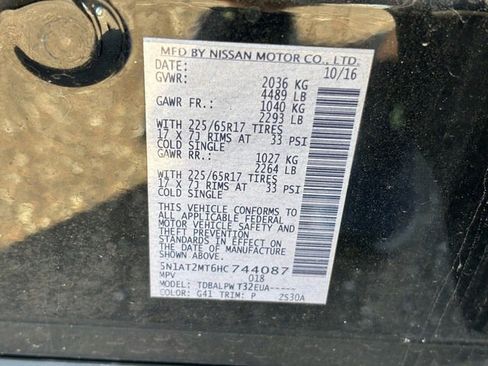 MFD BY NISSAN MOTOR CO., LTD.
DATE: 10/16
GVWR: 2036 KG
4489 LB
GAWR FR.: 1040 KG
2293 LB
WITH 225/65R17 TIRES
17 X 7J RIMS AT 33 PSI
COLD SINGLE
GAWR RR.: 1027 KG
2264 LB
WITH 225/65R17 TIRES
17 X 7J RIMS AT 33 PSI
COLD SINGLE
THIS VEHICLE CONFORMS TO
ALL APPLICABLE FEDERAL
MOTOR VEHICLE SAFETY AND
THEFT PREVENTION
STANDARDS IN EFFECT ON
THE DATE OF MANUFACTURE
SHOWN ABOVE.
5N1AT2MT6HC744087
MPV 018
MODEL: TDBALPW T32EUA-----
COLOR: G41 TRIM: P 2S30A